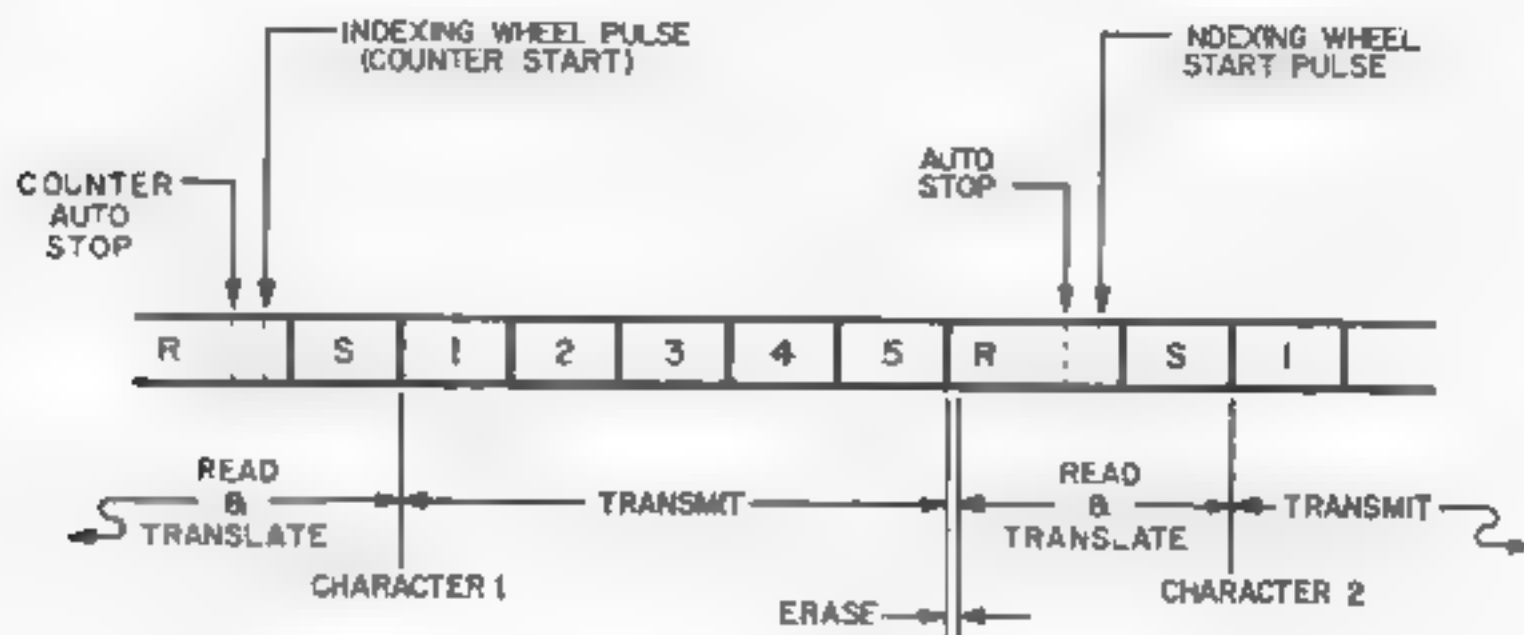 INDEXING WHEEL PULSE
(COUNTER START)
NDEXING WHEEL
START PULSE
COUNTER
AUTO
STOP
AUTO
STOP
R S 1 2 3 4 5 R S 1
READ
&
TRANSLATE
TRANSMIT
READ
&
TRANSLATE
TRANSMIT
CHARACTER 1
CHARACTER 2
ERASE